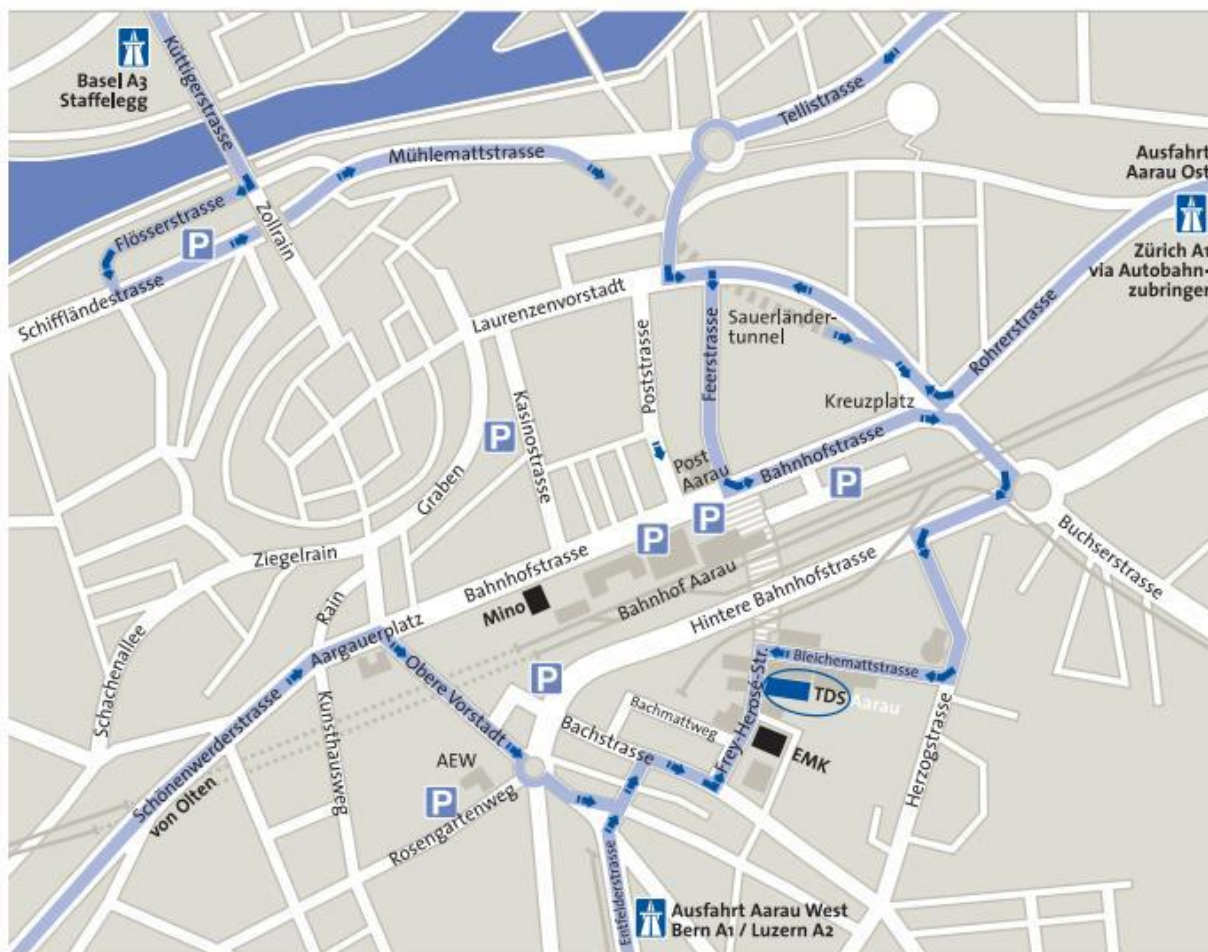 Basel A3
Staffelegg
Küttigerstrasse
Tellistrasse
Mühlemattstrasse
Ausfahrt
Aarau Ost
Zürich A1
via Autobahn-
zubringer
Flösserstrasse
P
Zollrain
Schiffländestrasse
Laurenzenvorstadt
Sauerländer-
tunnel
Rohrerstrasse
Poststrasse
Feerstrasse
Kreuzplatz
Kasinostrasse
P
Graben
Post
Aarau
Bahnhofstrasse
P
P
P
Ziegelrain
Bahnhofstrasse
Bahnhof Aarau
Hintere Bahnhofstrasse
Buchserstrasse
Mino
Rain
Aargauerplatz
Schachenallee
Obere Vorstadt
P
Bleichemattstrasse
TDS Aarau
Frey-Herosé-Str.
Bachmattweg
Bachstrasse
EMK
Herzogstrasse
Kunsthausweg
Schönenwerderstrasse
von Olten
AEW
P
Rosengartenweg
Entfelderstrasse
Ausfahrt Aarau West
Bern A1 / Luzern A2